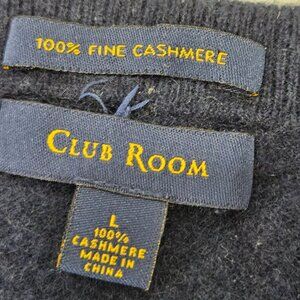 100% FINE CASHMERE
CLUB ROOM
L
100%
CASHMERE
MADE IN
CHINA